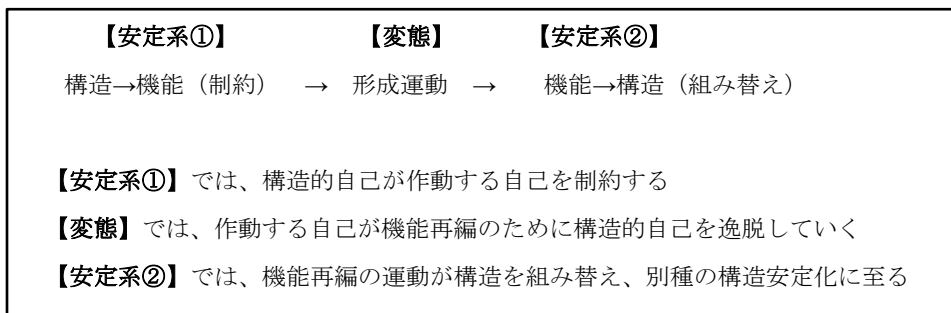 【安定系①】 【変態】 【安定系②】
構造→機能（制約） → 形成運動 → 機能→構造（組み替え）
【安定系①】では、構造的自己が作動する自己を制約する
【変態】では、作動する自己が機能再編のために構造的自己を逸脱していく
【安定系②】では、機能再編の運動が構造を組み替え、別種の構造安定化に至る